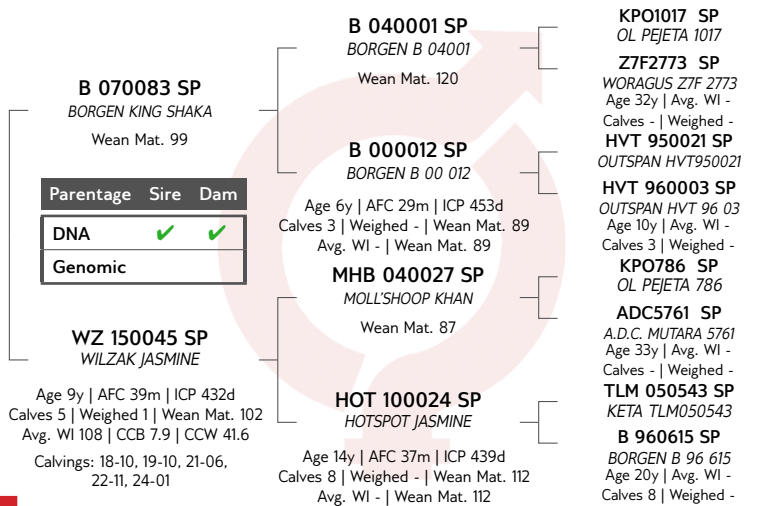 B 070083 SP
BORGEN KING SHAKA
Wean Mat. 99
Parentage Sire Dam
DNA ✔ ✔
Genomic
WZ 150045 SP
WILZAK JASMINE
Age 9y | AFC 39m | ICP 432d
Calves 5 | Weighed 1 | Wean Mat. 102
Avg. WI 108 | CCB 7.9 | CCW 41.6
Calvings: 18-10, 19-10, 21-06,
22-11, 24-01
B 040001 SP
BORGEN B 04001
Wean Mat. 120
B 000012 SP
BORGEN B 00 012
Age 6y | AFC 29m | ICP 453d
Calves 3 | Weighed - | Wean Mat. 89
Avg. WI - | Wean Mat. 89
MHB 040027 SP
MOLL'SHOOP KHAN
Wean Mat. 87
HOT 100024 SP
HOTSPOT JASMINE
Age 14y | AFC 37m | ICP 439d
Calves 8 | Weighed - | Wean Mat. 112
Avg. WI - | Wean Mat. 112
KPO1017 SP
OL PEJETA 1017
Z7F2773 SP
WORAGUS Z7F 2773
Age 32y | Avg. WI -
Calves - | Weighed -
HVT 950021 SP
OUTSPAN HVT950021
HVT 960003 SP
OUTSPAN HVT 96 03
Age 10y | Avg. WI -
Calves 3 | Weighed -
KPO786 SP
OL PEJETA 786
ADC5761 SP
A.D.C. MUTARA 5761
Age 33y | Avg. WI -
Calves - | Weighed -
TLM 050543 SP
KETA TLM050543
B 960615 SP
BORGEN B 96 615
Age 20y | Avg. WI -
Calves 8 | Weighed -